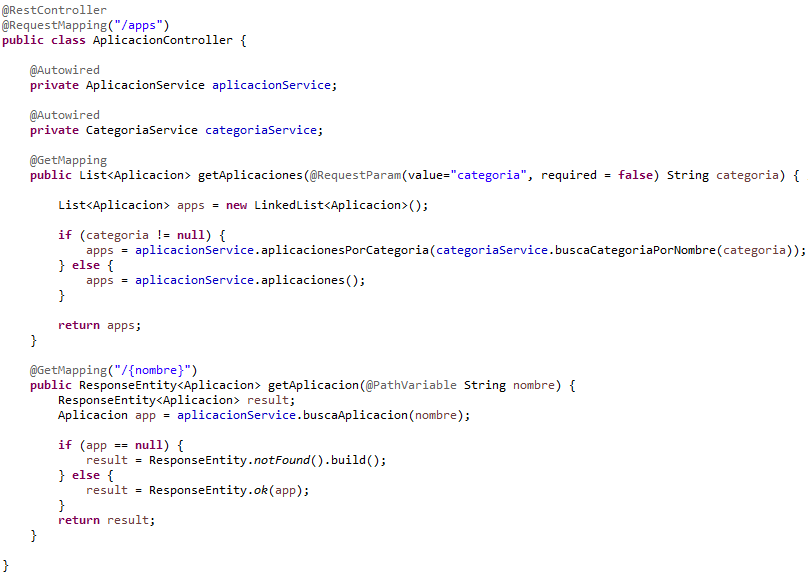 @RestController
@RequestMapping("/apps")
public class AplicacionController {
@Autowired
private AplicacionService aplicacionService;
@Autowired
private CategoriaService categoriaService;
@GetMapping
public List<Aplicacion> getAplicaciones(@RequestParam(value="categoria", required = false) String categoria) {
List<Aplicacion> apps = new LinkedList<Aplicacion>();
if (categoria != null) {
apps = aplicacionService.aplicacionesPorCategoria(categoriaService.buscaCategoriaPorNombre(categoria));
} else {
apps = aplicacionService.aplicaciones();
}
return apps;
}
@GetMapping("/{nombre}")
public ResponseEntity<Aplicacion> getAplicacion(@PathVariable String nombre) {
ResponseEntity<Aplicacion> result;
Aplicacion app = aplicacionService.buscaAplicacion(nombre);
if (app == null) {
result = ResponseEntity.notFound().build();
} else {
result = ResponseEntity.ok(app);
}
return result;
}
}